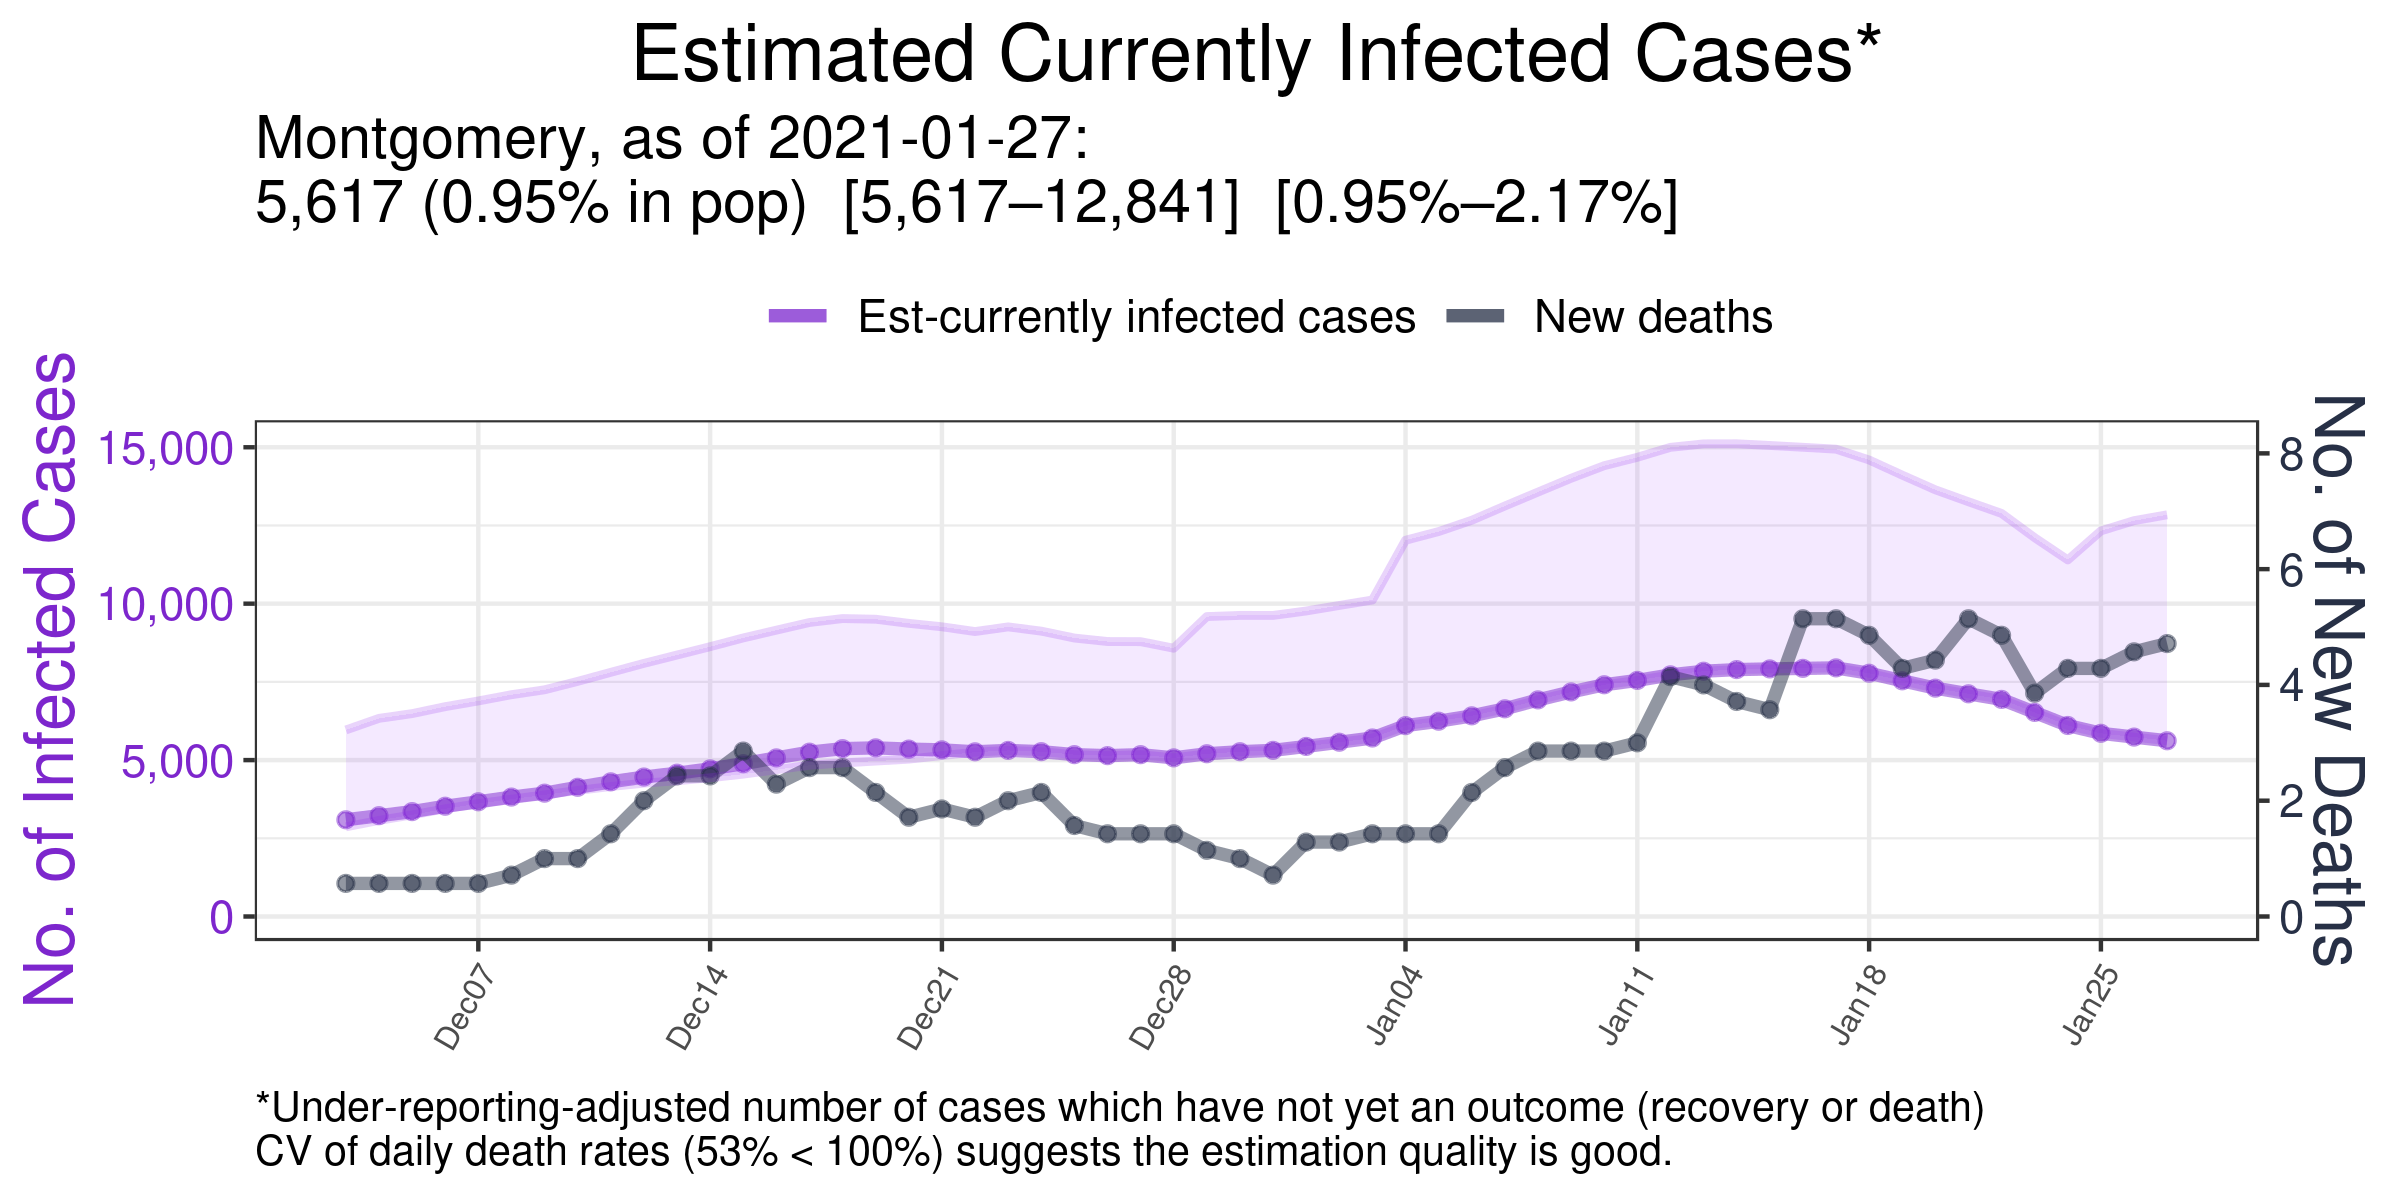 Estimated Currently Infected Cases*
Montgomery, as of 2021-01-27:
5,617 (0.95% in pop)  [5,617–12,841]  [0.95%–2.17%]
Est-currently infected cases
New deaths
No. of Infected Cases
15,000
10,000
5,000
0
No. of New Deaths
8
6
4
2
0
Dec07
Dec14
Dec21
Dec28
Jan04
Jan11
Jan18
Jan25
*Under-reporting-adjusted number of cases which have not yet an outcome (recovery or death)
CV of daily death rates (53% < 100%) suggests the estimation quality is good.